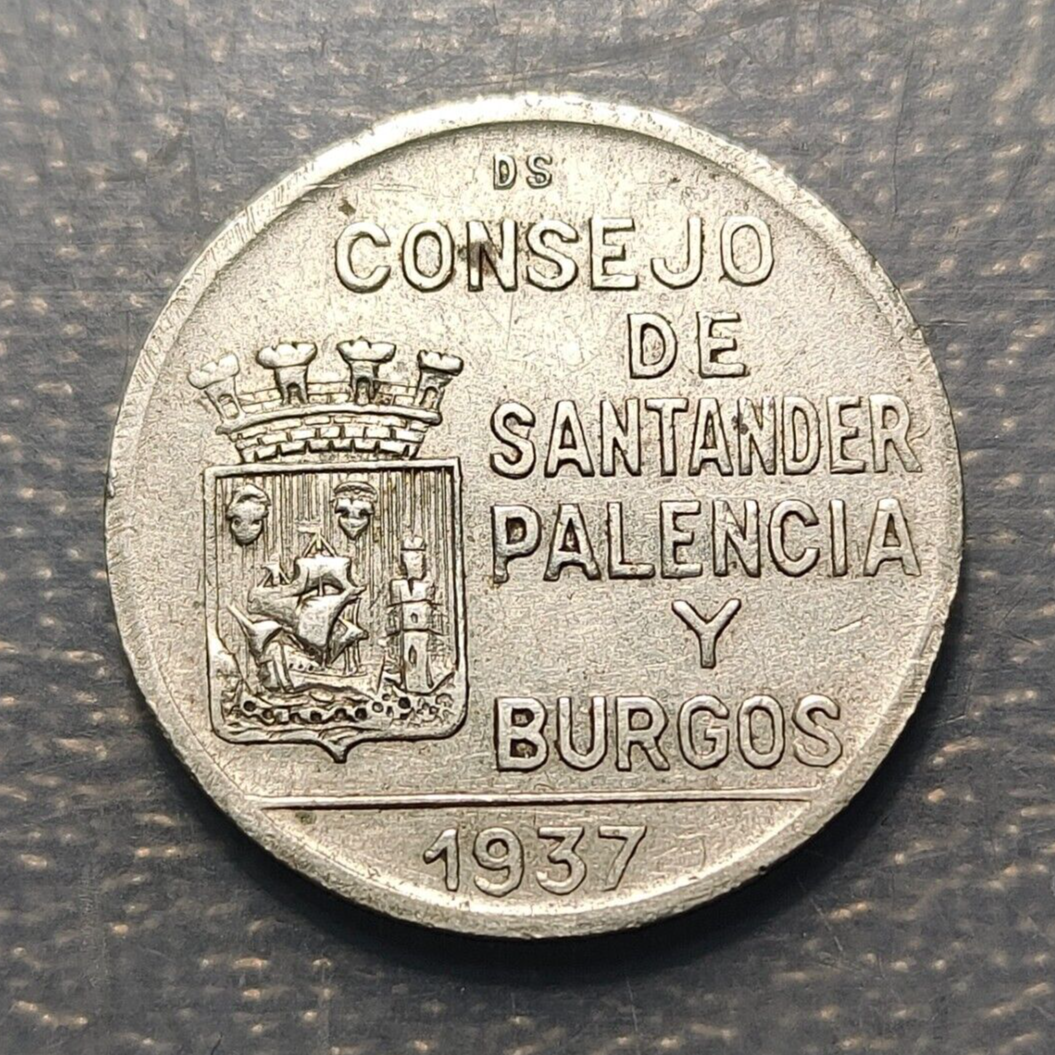 DS
CONSEJO
DE
SANTANDER
PALENCIA
Y
BURGOS
1937